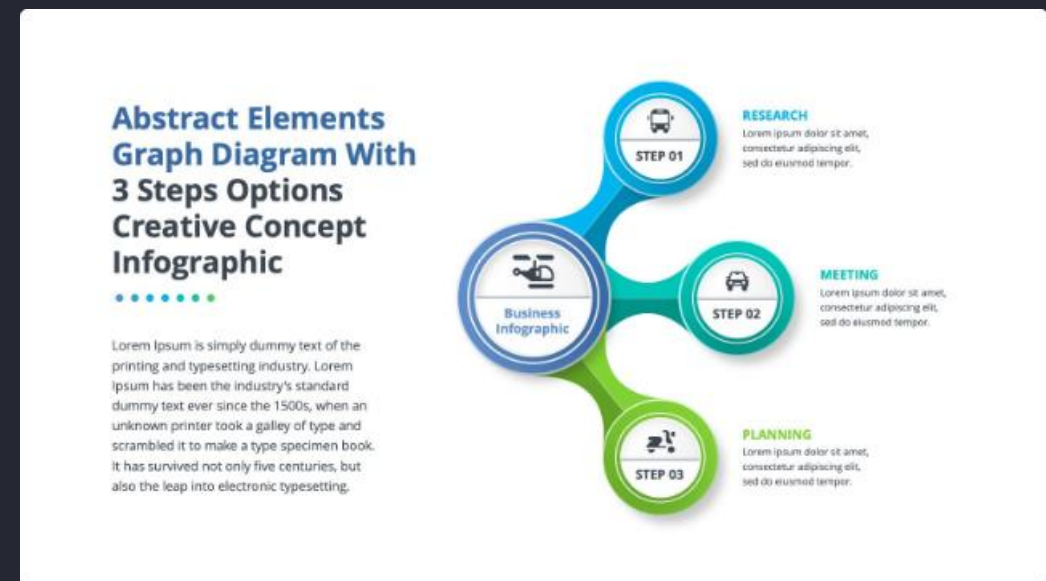 Abstract Elements
Graph Diagram With
3 Steps Options
Creative Concept
Infographic
Lorem Ipsum is simply dummy text of the
printing and typesetting industry. Lorem
Ipsum has been the industry's standard
dummy text ever since the 1500s, when an
unknown printer took a galley of type and
scrambled it to make a type specimen book.
It has survived not only five centuries, but
also the leap into electronic typesetting.
Business
Infographic
STEP 01
RESEARCH
Lorem ipsum dolor sit amet,
consectetur adipiscing elit,
sed do eiusmod tempor.
STEP 02
MEETING
Lorem ipsum dolor sit amet,
consectetur adipiscing elit,
sed do eiusmod tempor.
STEP 03
PLANNING
Lorem ipsum dolor sit amet,
consectetur adipiscing elit,
sed do eiusmod tempor.